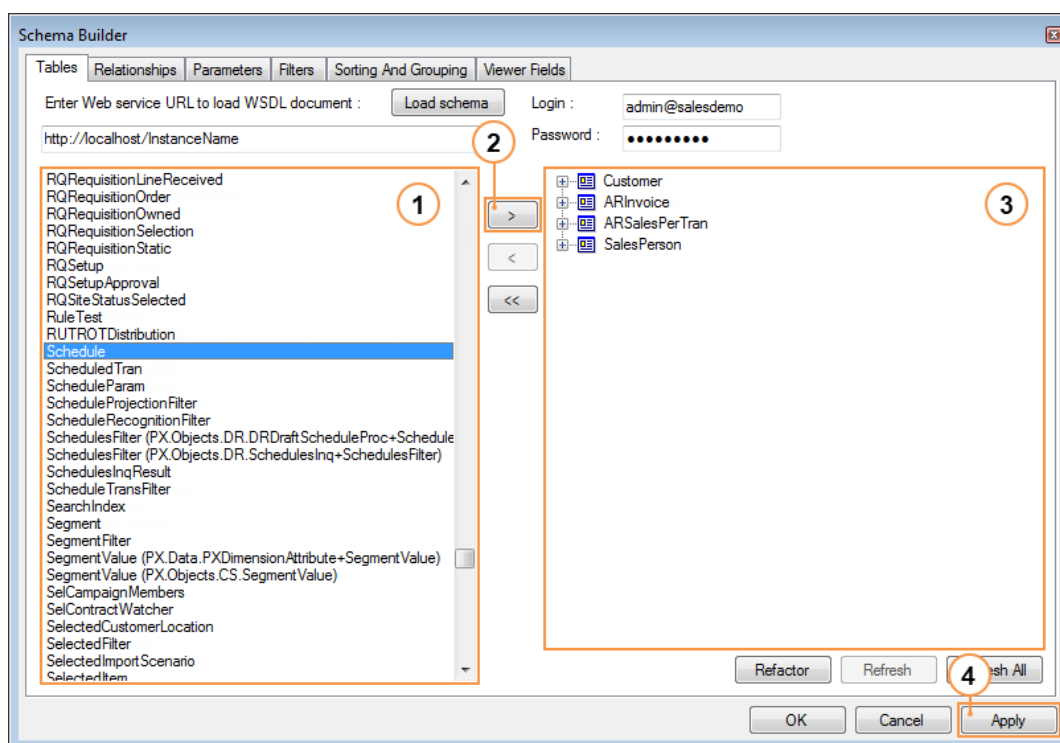 Schema Builder
Tables Relationships Parameters Filters Sorting And Grouping Viewer Fields
Enter Web service URL to load WSDL document : Load schema Login : admin@salesdemo
http://localhost/InstanceName Password : ●●●●●●●●●
2
1
3
RQRequisitionLineReceived
RQRequisitionOrder
RQRequisitionOwned
RQRequisitionSelection
RQRequisitionStatic
RQSetup
RQSetupApproval
RQSiteStatusSelected
RuleTest
RUTROTDistribution
Schedule
ScheduledTran
ScheduleParam
ScheduleProjectionFilter
ScheduleRecognitionFilter
SchedulesFilter (PX.Objects.DR.DRDraftScheduleProc+Schedule
SchedulesFilter (PX.Objects.DR.SchedulesInq+SchedulesFilter)
SchedulesInqResult
ScheduleTransFilter
SearchIndex
Segment
SegmentFilter
SegmentValue (PX.Data.PXDimensionAttribute+SegmentValue)
SegmentValue (PX.Objects.CS.SegmentValue)
SelCampaignMembers
SelContractWatcher
SelectedCustomerLocation
SelectedFilter
SelectedImportScenario
SelectedItem
>
<
<<
Customer
ARInvoice
ARSalesPerTran
SalesPerson
Refactor Refresh esh All
4
OK Cancel Apply